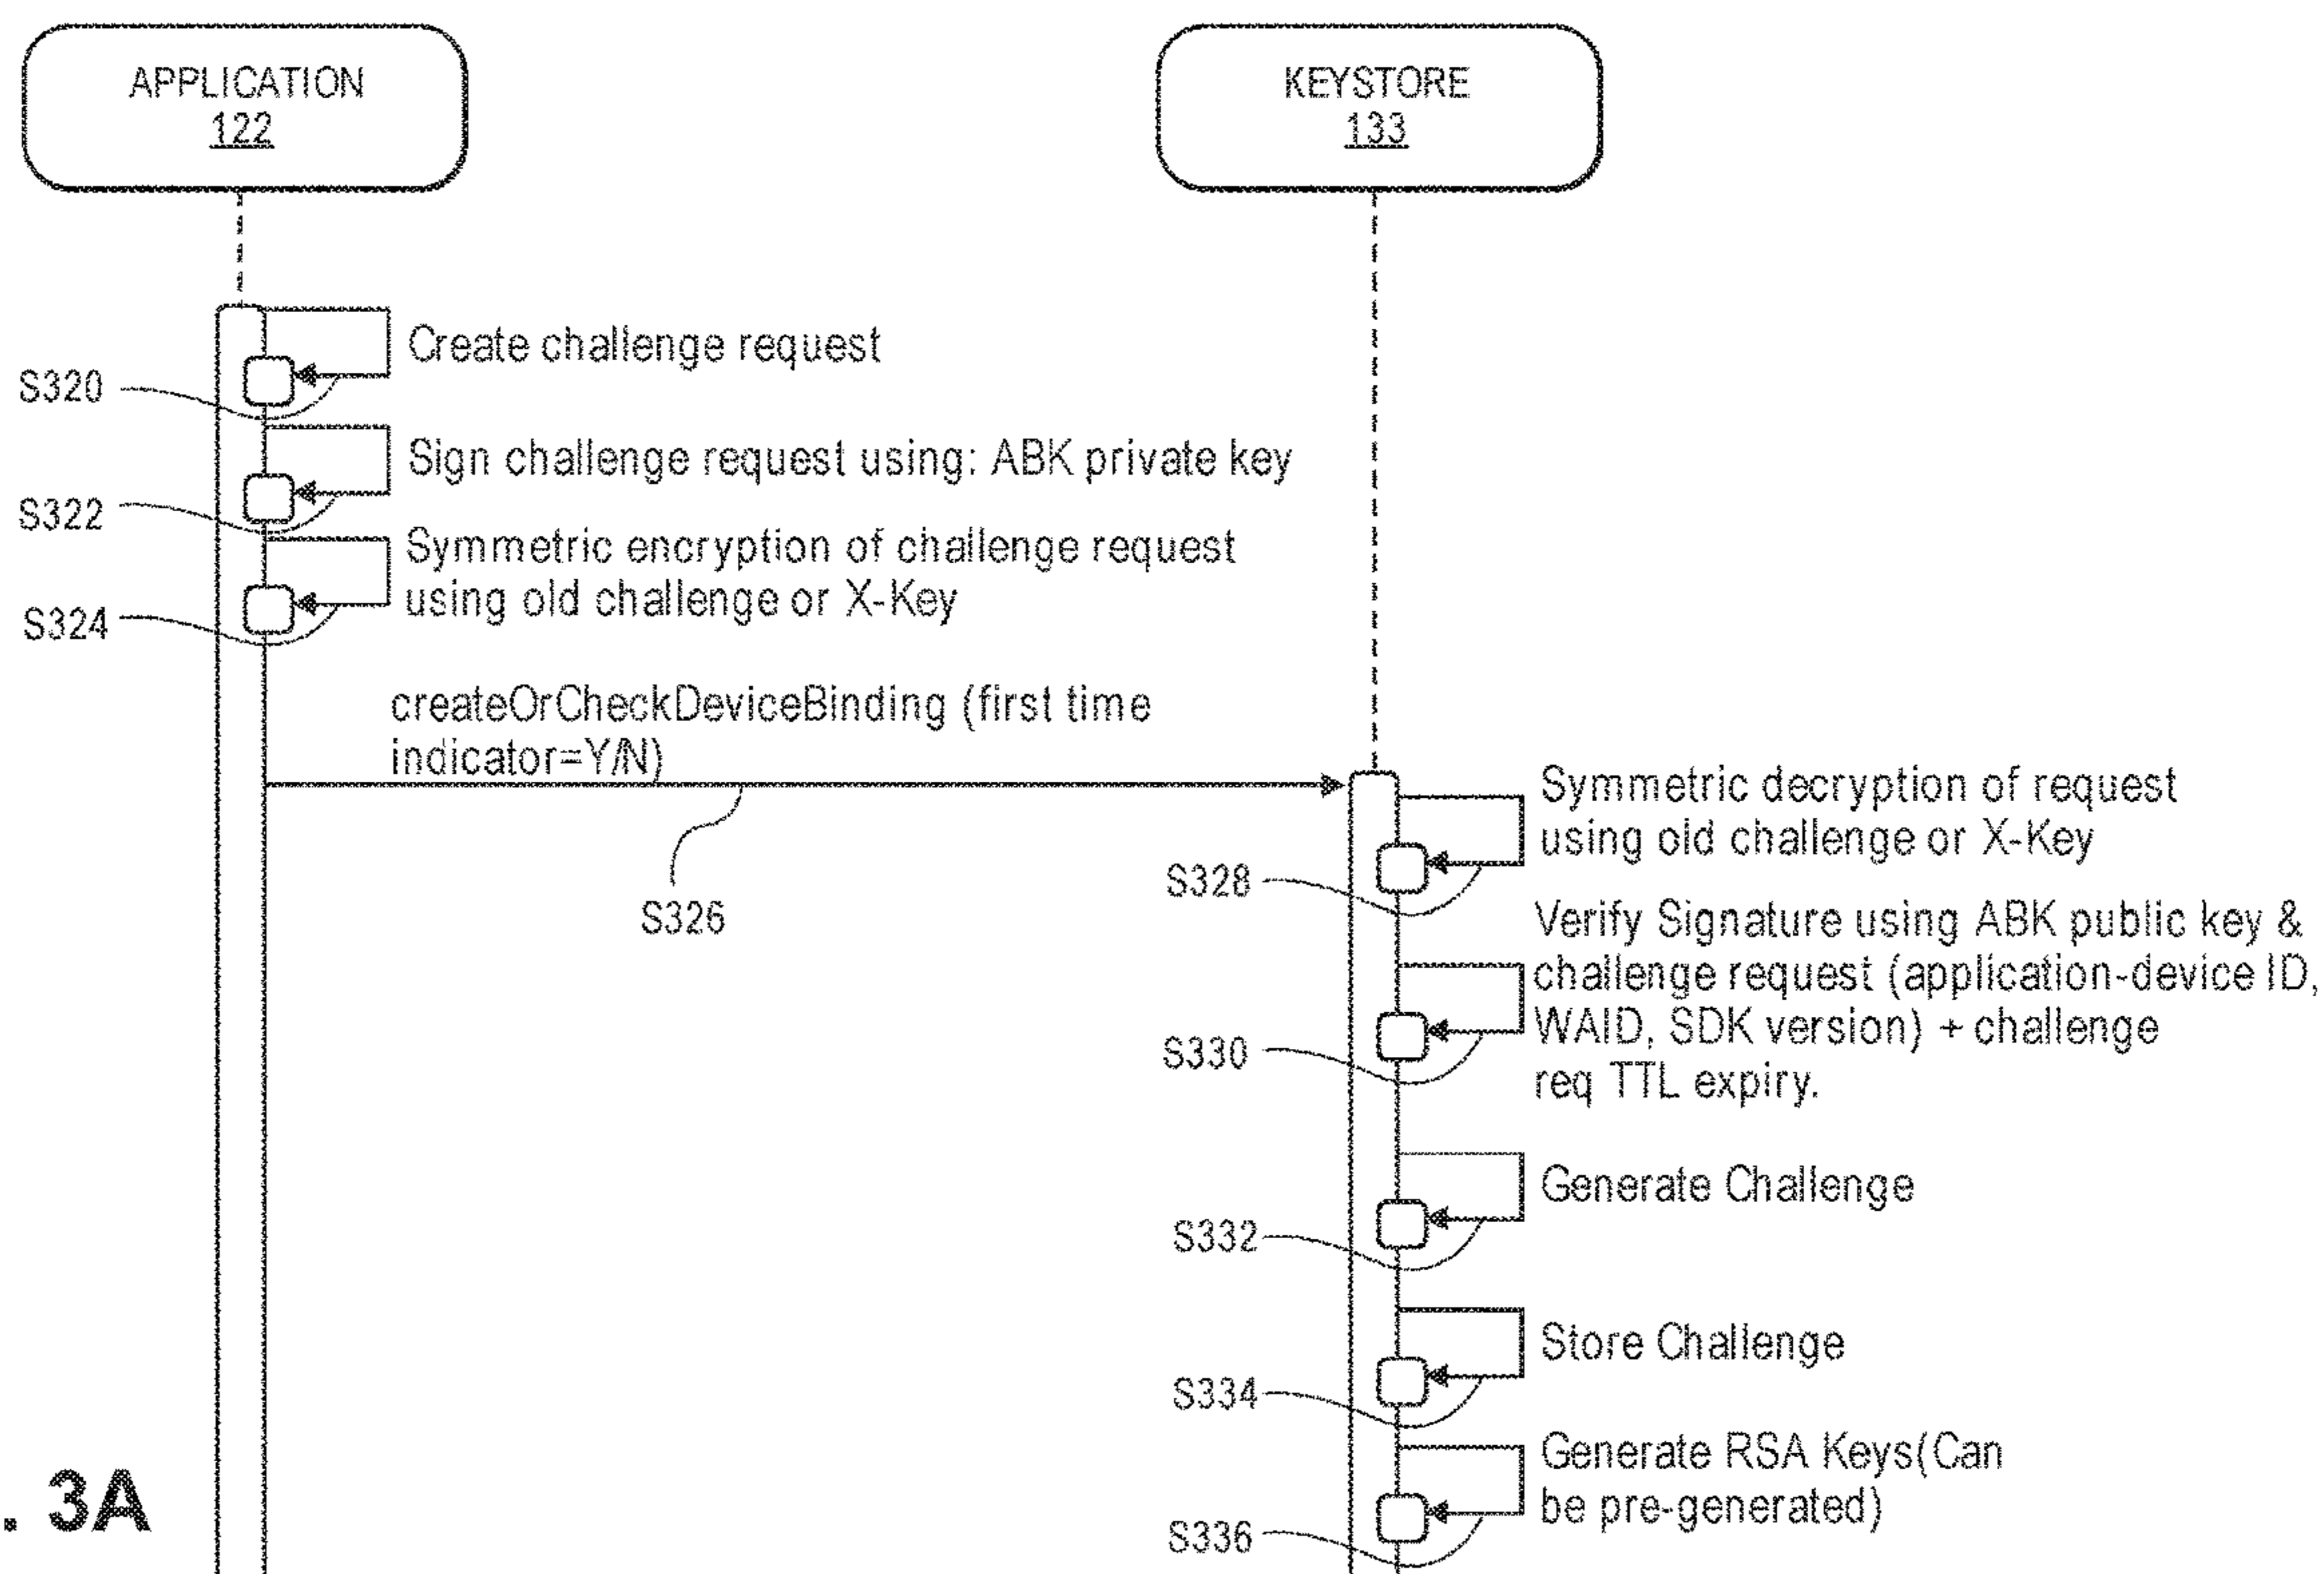 APPLICATION
122
KEYSTORE
133
Create challenge request
S320
Sign challenge request using: ABK private key
S322
Symmetric encryption of challenge request
using old challenge or X-Key
S324
createOrCheckDeviceBinding (first time
indicator=Y/N)
S326
Symmetric decryption of request
using old challenge or X-Key
S328
Verify Signature using ABK public key &
challenge request (application-device ID,
WAID, SDK version) + challenge
req TTL expiry.
S330
Generate Challenge
S332
Store Challenge
S334
Generate RSA Keys(Can
be pre-generated)
S336
. 3A